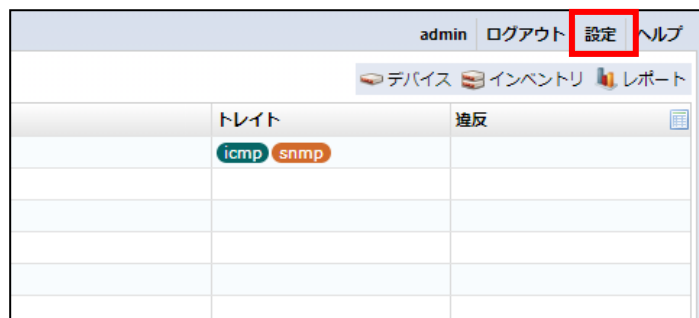 admin ログアウト 設定 ヘルプ
デバイス インベントリ レポート
トレイト 違反
icmp snmp